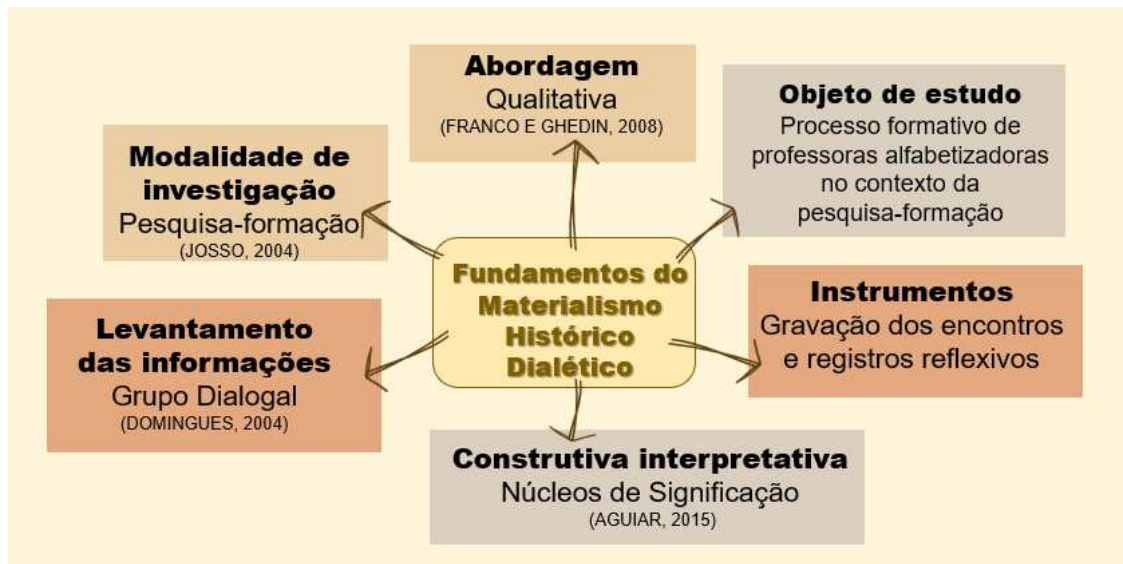 Abordagem
Qualitativa
(FRANCO E GHEDIN, 2008)
Objeto de estudo
Processo formativo de
professoras alfabetizadoras
no contexto da
pesquisa-formação
Modalidade de
investigação
Pesquisa-formação
(JOSSO, 2004)
Fundamentos do
Materialismo
Histórico
Dialético
Instrumentos
Gravação dos encontros
e registros reflexivos
Levantamento
das informações
Grupo Dialogal
(DOMINGUES, 2004)
Construtiva interpretativa
Núcleos de Significação
(AGUIAR, 2015)